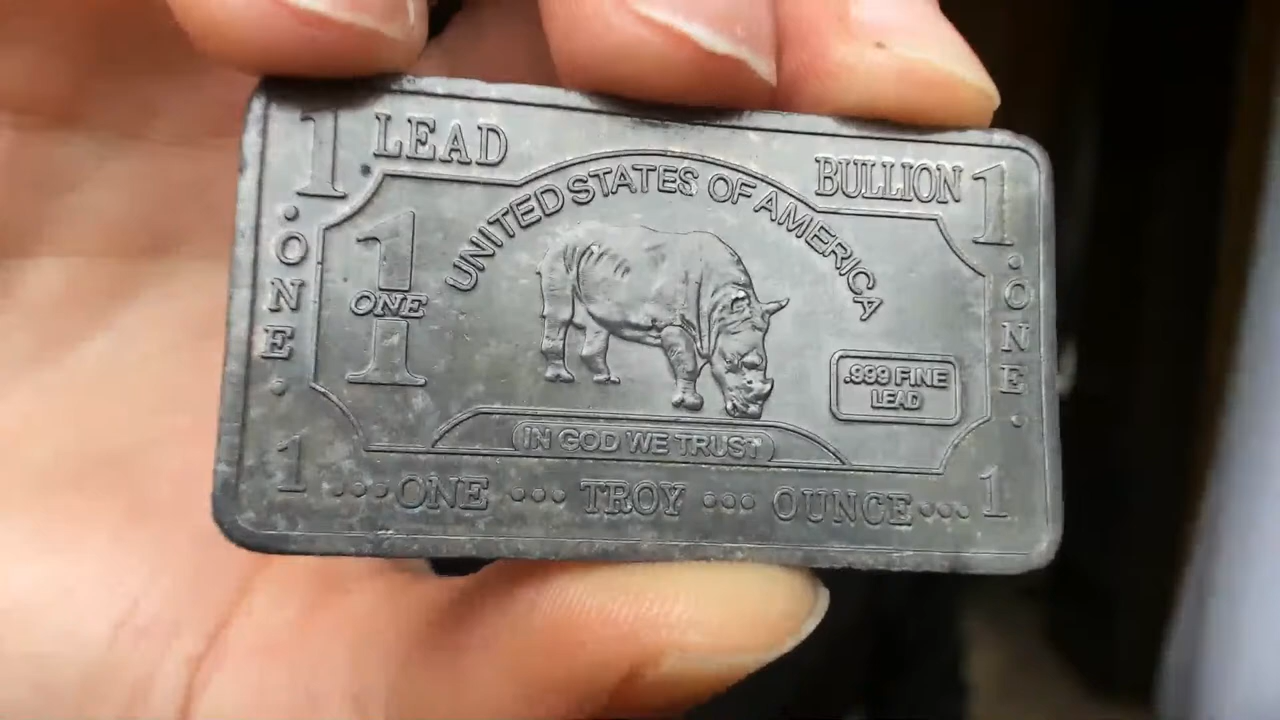 1 LEAD BULLION 1
UNITED STATES OF AMERICA
ONE
1
ONE
ONE
.999 FINE
LEAD
IN GOD WE TRUST
1 ...ONE ... TROY ... OUNCE... 1